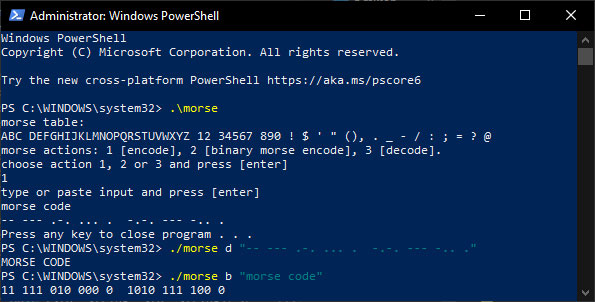 Administrator: Windows PowerShell
Windows PowerShell
Copyright (C) Microsoft Corporation. All rights reserved.
Try the new cross-platform PowerShell https://aka.ms/pscore6
PS C:\WINDOWS\system32> .\morse
morse table:
ABC DEFGHIJKLMNOPQRSTUVWXYZ 12 34567 890 ! $ ' " (), . _ - / : ; = ? @
morse actions: 1 [encode], 2 [binary morse encode], 3 [decode].
choose action 1, 2 or 3 and press [enter]
1
type or paste input and press [enter]
morse code
-- --- .-. ... .  -.-. --- -.. .
Press any key to close program . . .
PS C:\WINDOWS\system32> ./morse d "-- --- .-. ... .  -.-. --- -.. ."
MORSE CODE
PS C:\WINDOWS\system32> ./morse b "morse code"
11 111 010 000 0  1010 111 100 0